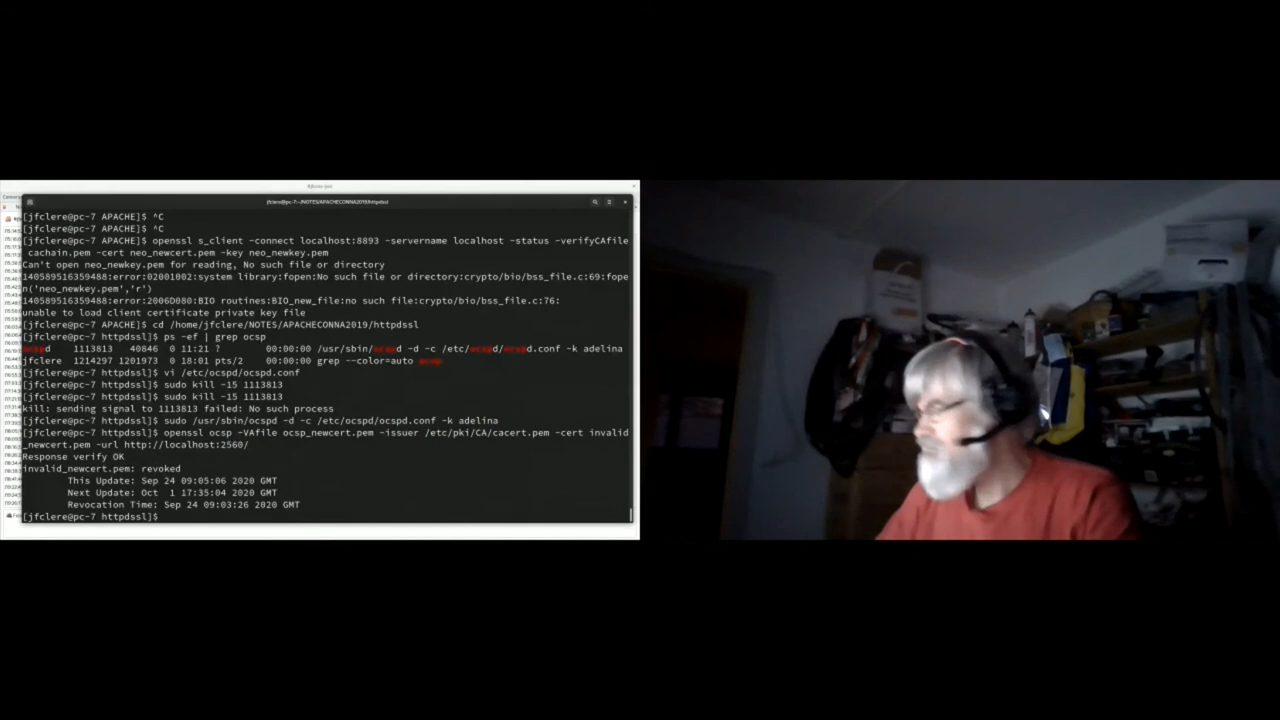 jfclere@pc-7:~/NOTES/APACHECONNA2019/httpdssl
[jfclere@pc-7 APACHE]$ ^C
[jfclere@pc-7 APACHE]$ ^C
[jfclere@pc-7 APACHE]$ openssl s_client -connect localhost:8893 -servername localhost -status -verifyCAfile
cachain.pem -cert neo_newcert.pem -key neo_newkey.pem
Can't open neo_newkey.pem for reading, No such file or directory
140589516359488:error:02001002:system library:fopen:No such file or directory:crypto/bio/bss_file.c:69:fope
n('neo_newkey.pem','r')
140589516359488:error:2006D080:BIO routines:BIO_new_file:no such file:crypto/bio/bss_file.c:76:
unable to load client certificate private key file
[jfclere@pc-7 APACHE]$ cd /home/jfclere/NOTES/APACHECONNA2019/httpdssl
[jfclere@pc-7 httpdssl]$ ps -ef | grep ocsp
ocspd 1113813 40846 0 11:21 ? 00:00:00 /usr/sbin/ocspd -d -c /etc/ocspd/ocspd.conf -k adelina
jfclere 1214297 1201973 0 18:01 pts/2 00:00:00 grep --color=auto ocsp
[jfclere@pc-7 httpdssl]$ vi /etc/ocspd/ocspd.conf
[jfclere@pc-7 httpdssl]$ sudo kill -15 1113813
[jfclere@pc-7 httpdssl]$ sudo kill -15 1113813
kill: sending signal to 1113813 failed: No such process
[jfclere@pc-7 httpdssl]$ sudo /usr/sbin/ocspd -d -c /etc/ocspd/ocspd.conf -k adelina
[jfclere@pc-7 httpdssl]$ openssl ocsp -VAfile ocsp_newcert.pem -issuer /etc/pki/CA/cacert.pem -cert invalid
_newcert.pem -url http://localhost:2560/
Response verify OK
invalid_newcert.pem: revoked
This Update: Sep 24 09:05:06 2020 GMT
Next Update: Oct 1 17:35:04 2020 GMT
Revocation Time: Sep 24 09:03:26 2020 GMT
[jfclere@pc-7 httpdssl]$